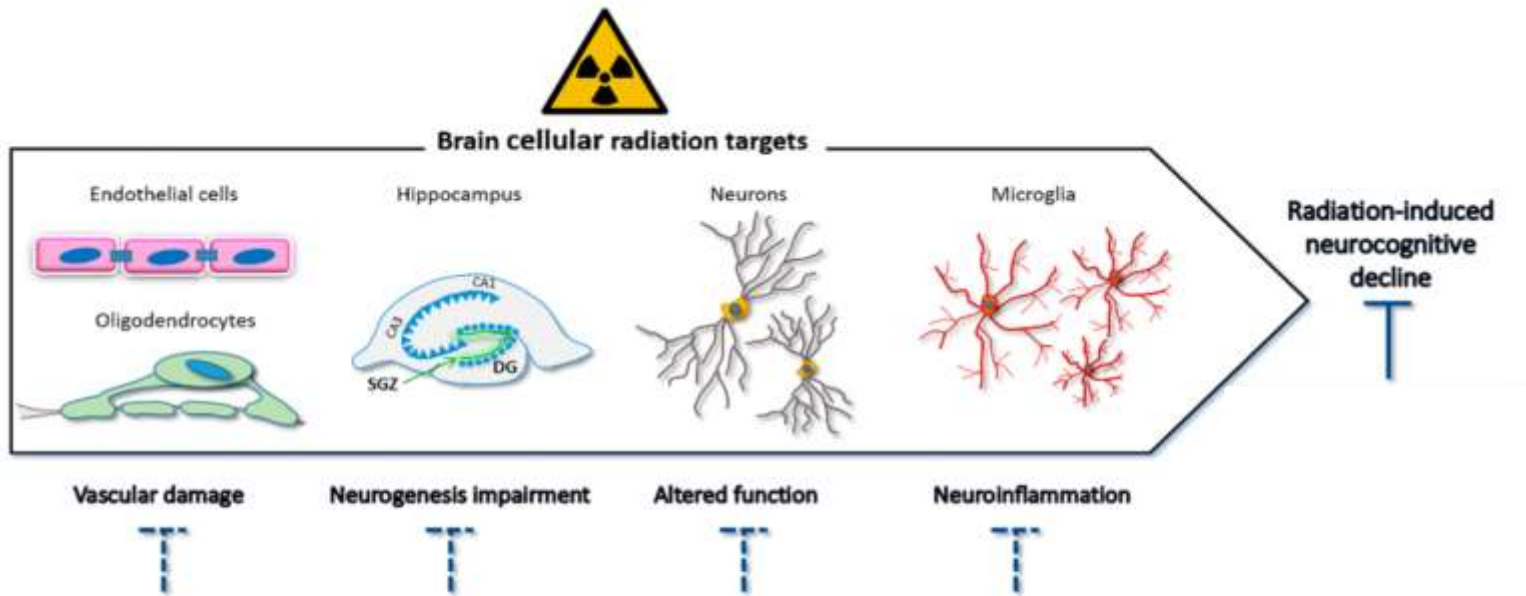 Brain cellular radiation targets
Endothelial cells
Oligodendrocytes
Hippocampus
CA1
CA3
SGZ
DG
Neurons
Microglia
Radiation-induced
neurocognitive
decline
Vascular damage
Neurogenesis impairment
Altered function
Neuroinflammation